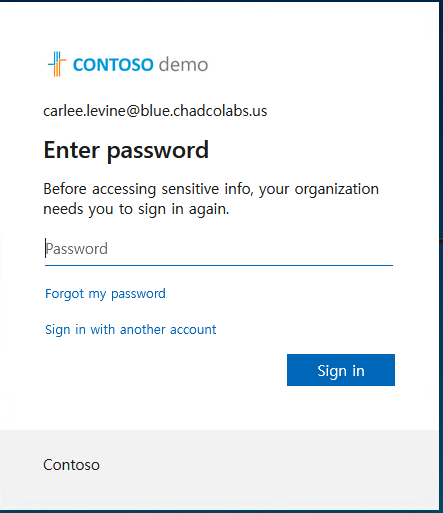 CONTOSO demo
carlee.levine@blue.chadcolabs.us
Enter password
Before accessing sensitive info, your organization
needs you to sign in again.
Password
Forgot my password
Sign in with another account
Sign in
Contoso